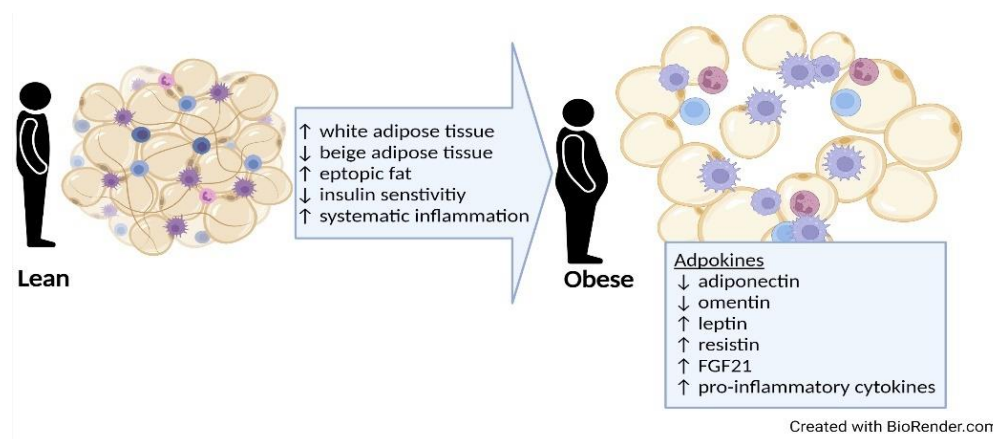 ↑ white adipose tissue
↓ beige adipose tissue
↑ eptopic fat
↓ insulin senstivitiy
↑ systematic inflammation
Lean
Obese
Adpokines
↓ adiponectin
↓ omentin
↑ leptin
↑ resistin
↑ FGF21
↑ pro-inflammatory cytokines
Created with BioRender.com